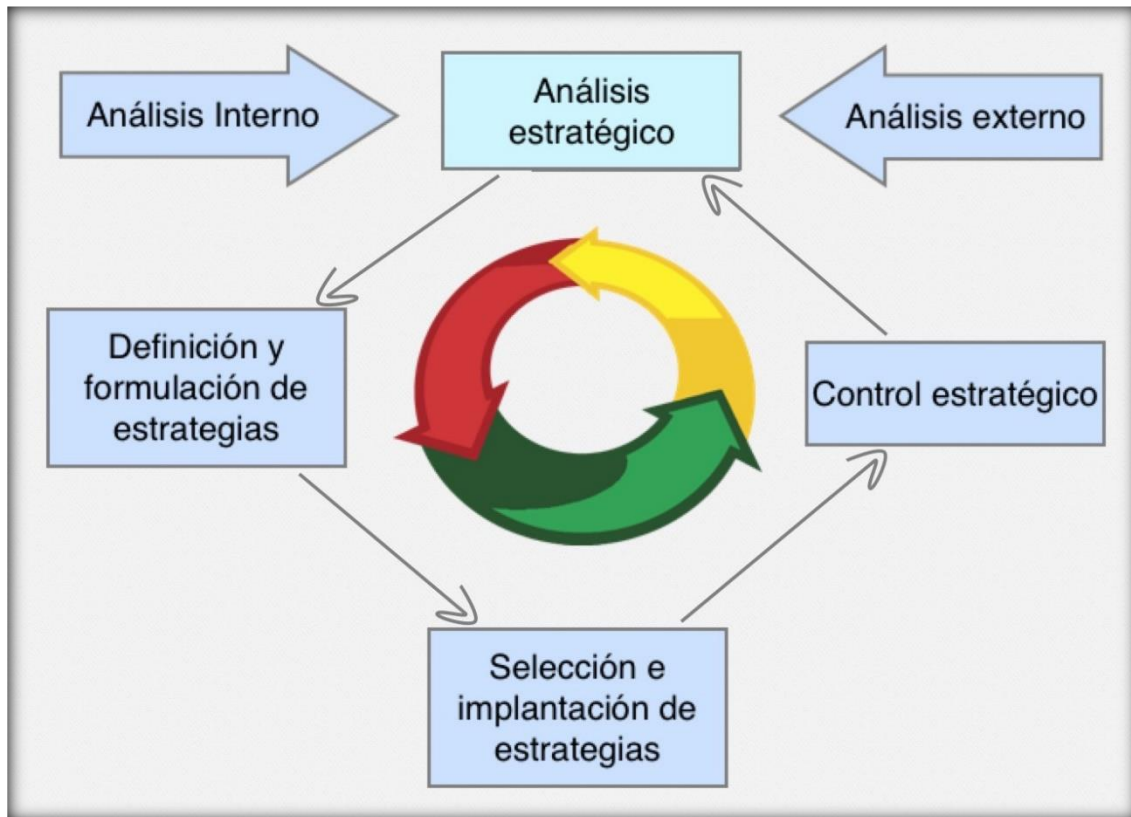 Análisis Interno
Análisis
estratégico
Análisis externo
Definición y
formulación de
estrategias
Control estratégico
Selección e
implantación de
estrategias